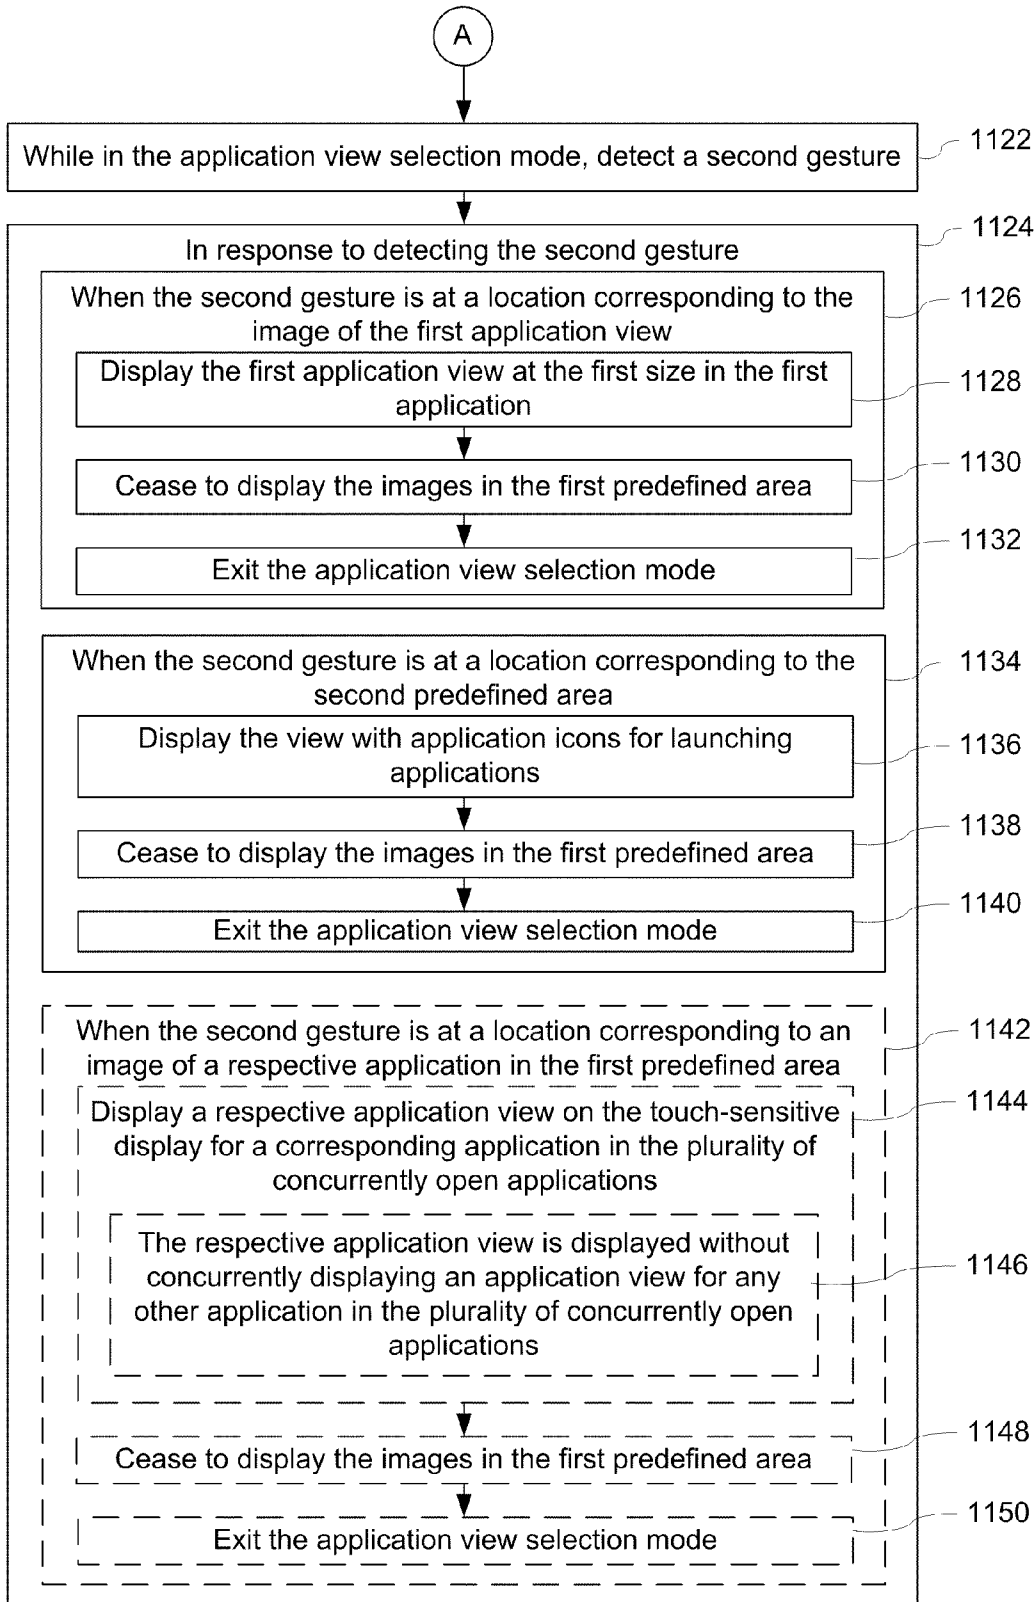 A
While in the application view selection mode, detect a second gesture
1122
1124
In response to detecting the second gesture
When the second gesture is at a location corresponding to the
image of the first application view
1126
Display the first application view at the first size in the first
application
1128
Cease to display the images in the first predefined area
1130
Exit the application view selection mode
1132
When the second gesture is at a location corresponding to the
second predefined area
1134
Display the view with application icons for launching
applications
1136
Cease to display the images in the first predefined area
1138
Exit the application view selection mode
1140
When the second gesture is at a location corresponding to an
image of a respective application in the first predefined area
1142
Display a respective application view on the touch-sensitive
display for a corresponding application in the plurality of
concurrently open applications
1144
The respective application view is displayed without
concurrently displaying an application view for any
other application in the plurality of concurrently open
applications
1146
Cease to display the images in the first predefined area
1148
Exit the application view selection mode
1150